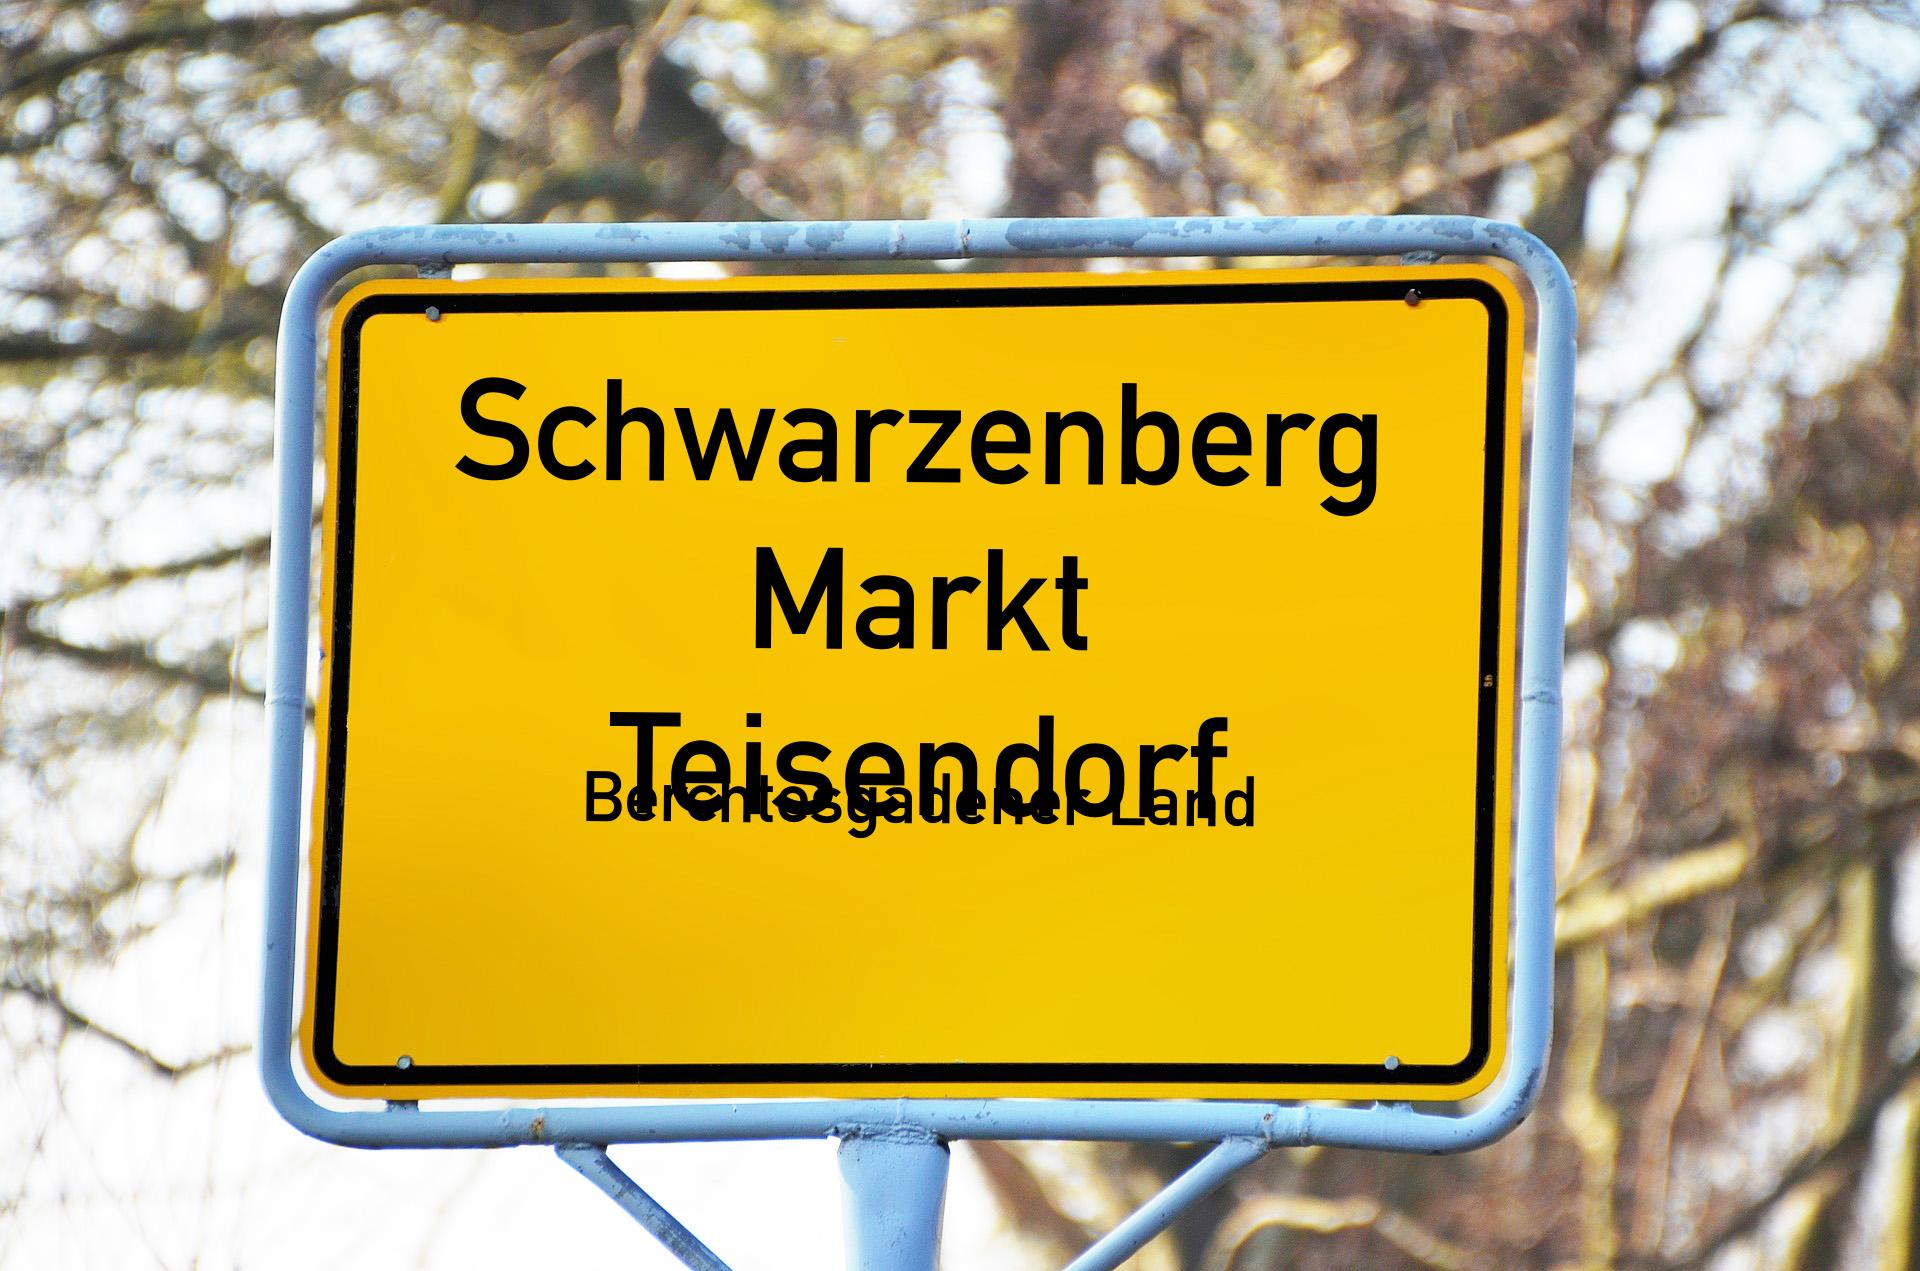 Schwarzenberg
Markt
Teisendorf
Berchtesgadener Land